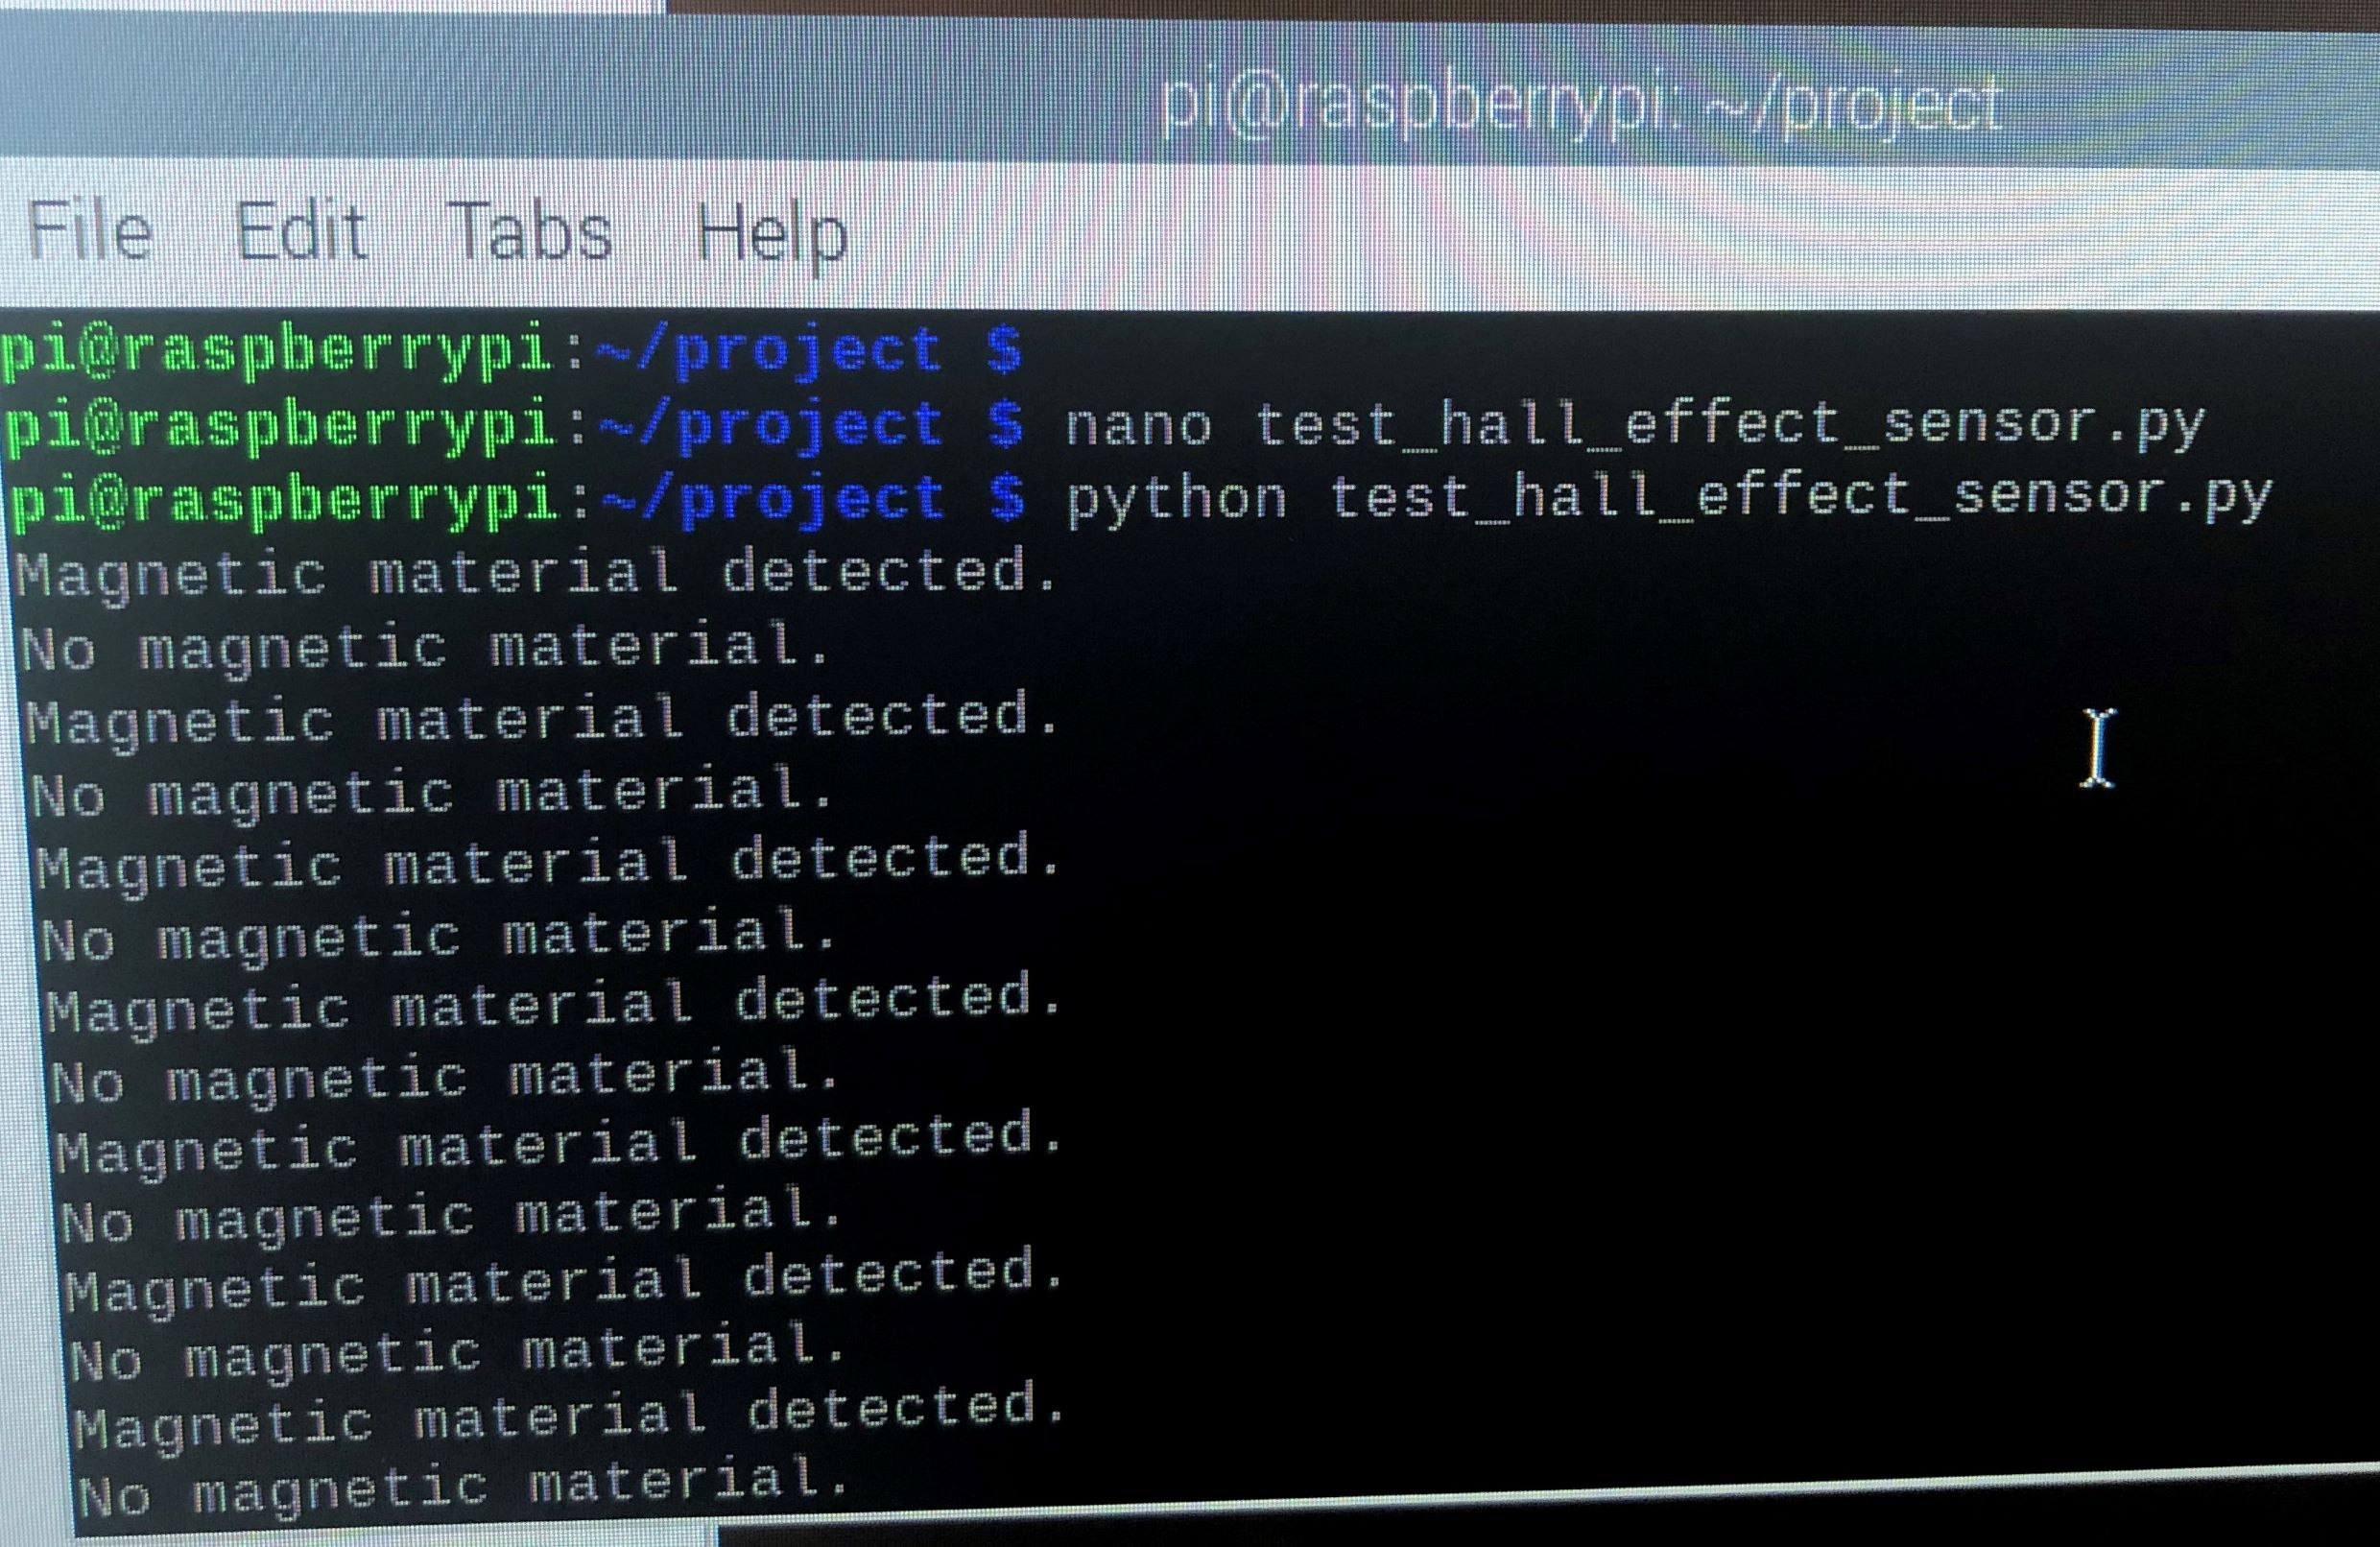 pi@raspberrypi: ~/project
File Edit Tabs Help
pi@raspberrypi:~/project $
pi@raspberrypi:~/project $ nano test_hall_effect_sensor.py
pi@raspberrypi:~/project $ python test_hall_effect_sensor.py
Magnetic material detected.
No magnetic material.
Magnetic material detected.
No magnetic material.
Magnetic material detected.
No magnetic material.
Magnetic material detected.
No magnetic material.
Magnetic material detected.
No magnetic material.
Magnetic material detected.
No magnetic material.
Magnetic material detected.
No magnetic material.